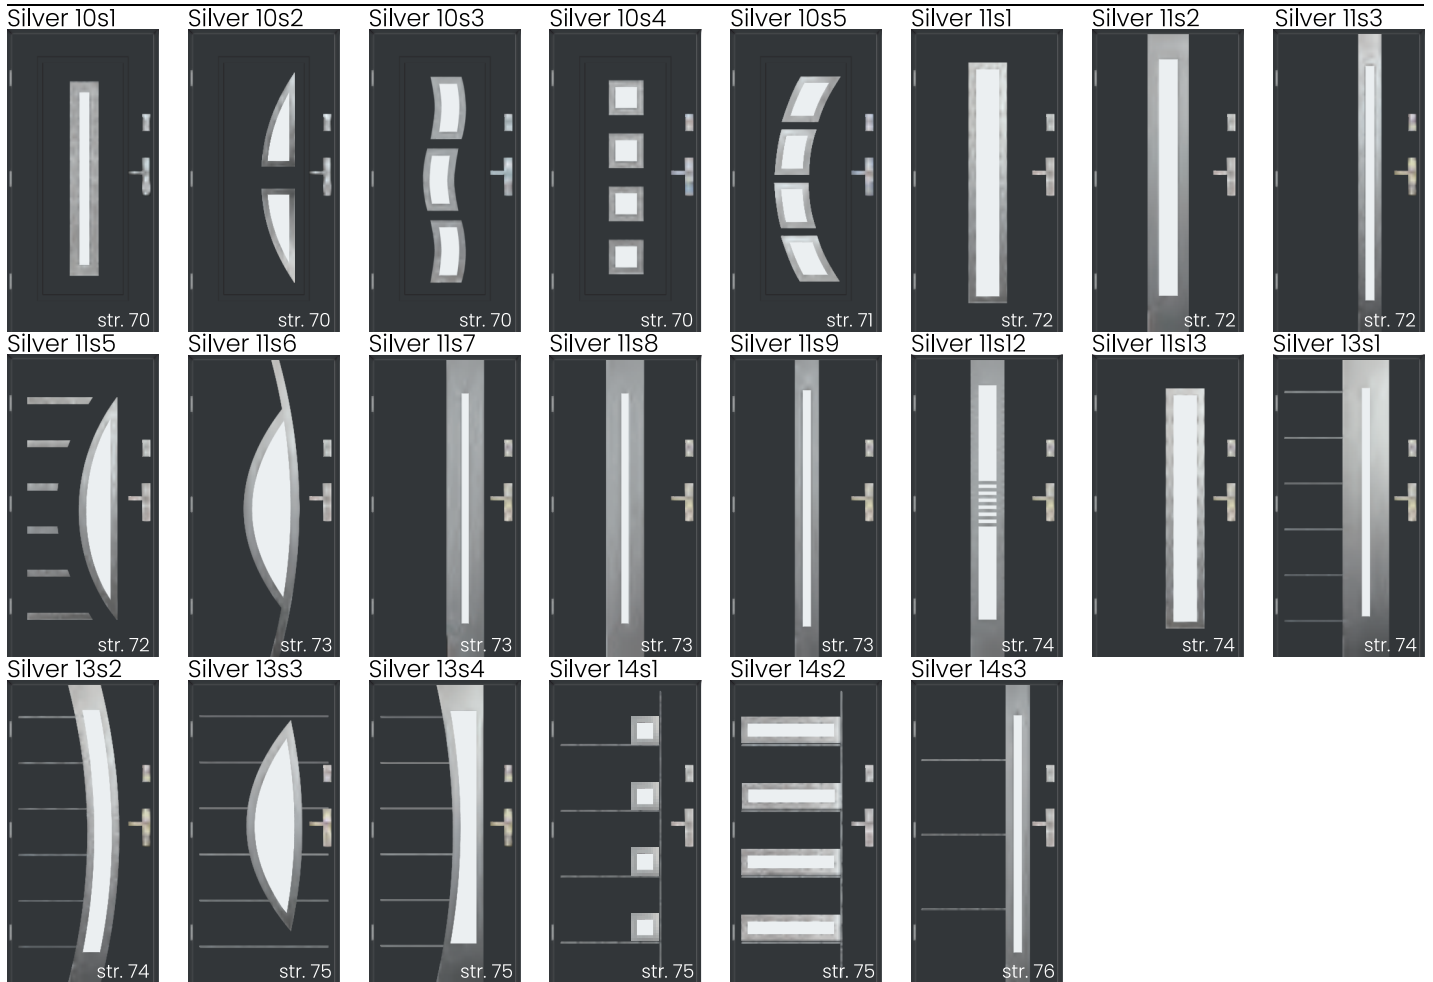 Silver 10s1 Silver 10s2 Silver 10s3 Silver 10s4 Silver 10s5 Silver 11s1 Silver 11s2 Silver 11s3
str. 70 str. 70 str. 70 str. 70 str. 71 str. 72 str. 72 str. 72
Silver 11s5 Silver 11s6 Silver 11s7 Silver 11s8 Silver 11s9 Silver 11s12 Silver 11s13 Silver 13s1
str. 72 str. 73 str. 73 str. 73 str. 73 str. 74 str. 74 str. 74
Silver 13s2 Silver 13s3 Silver 13s4 Silver 14s1 Silver 14s2 Silver 14s3
str. 74 str. 75 str. 75 str. 75 str. 75 str. 76